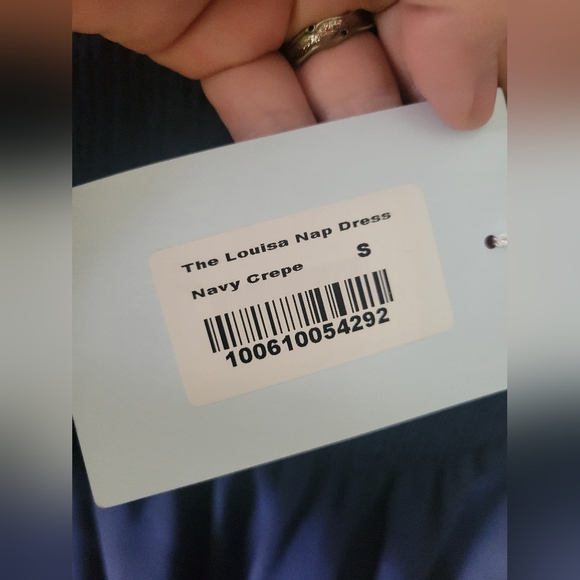 The Louisa Nap Dress
Navy Crepe S
100610054292